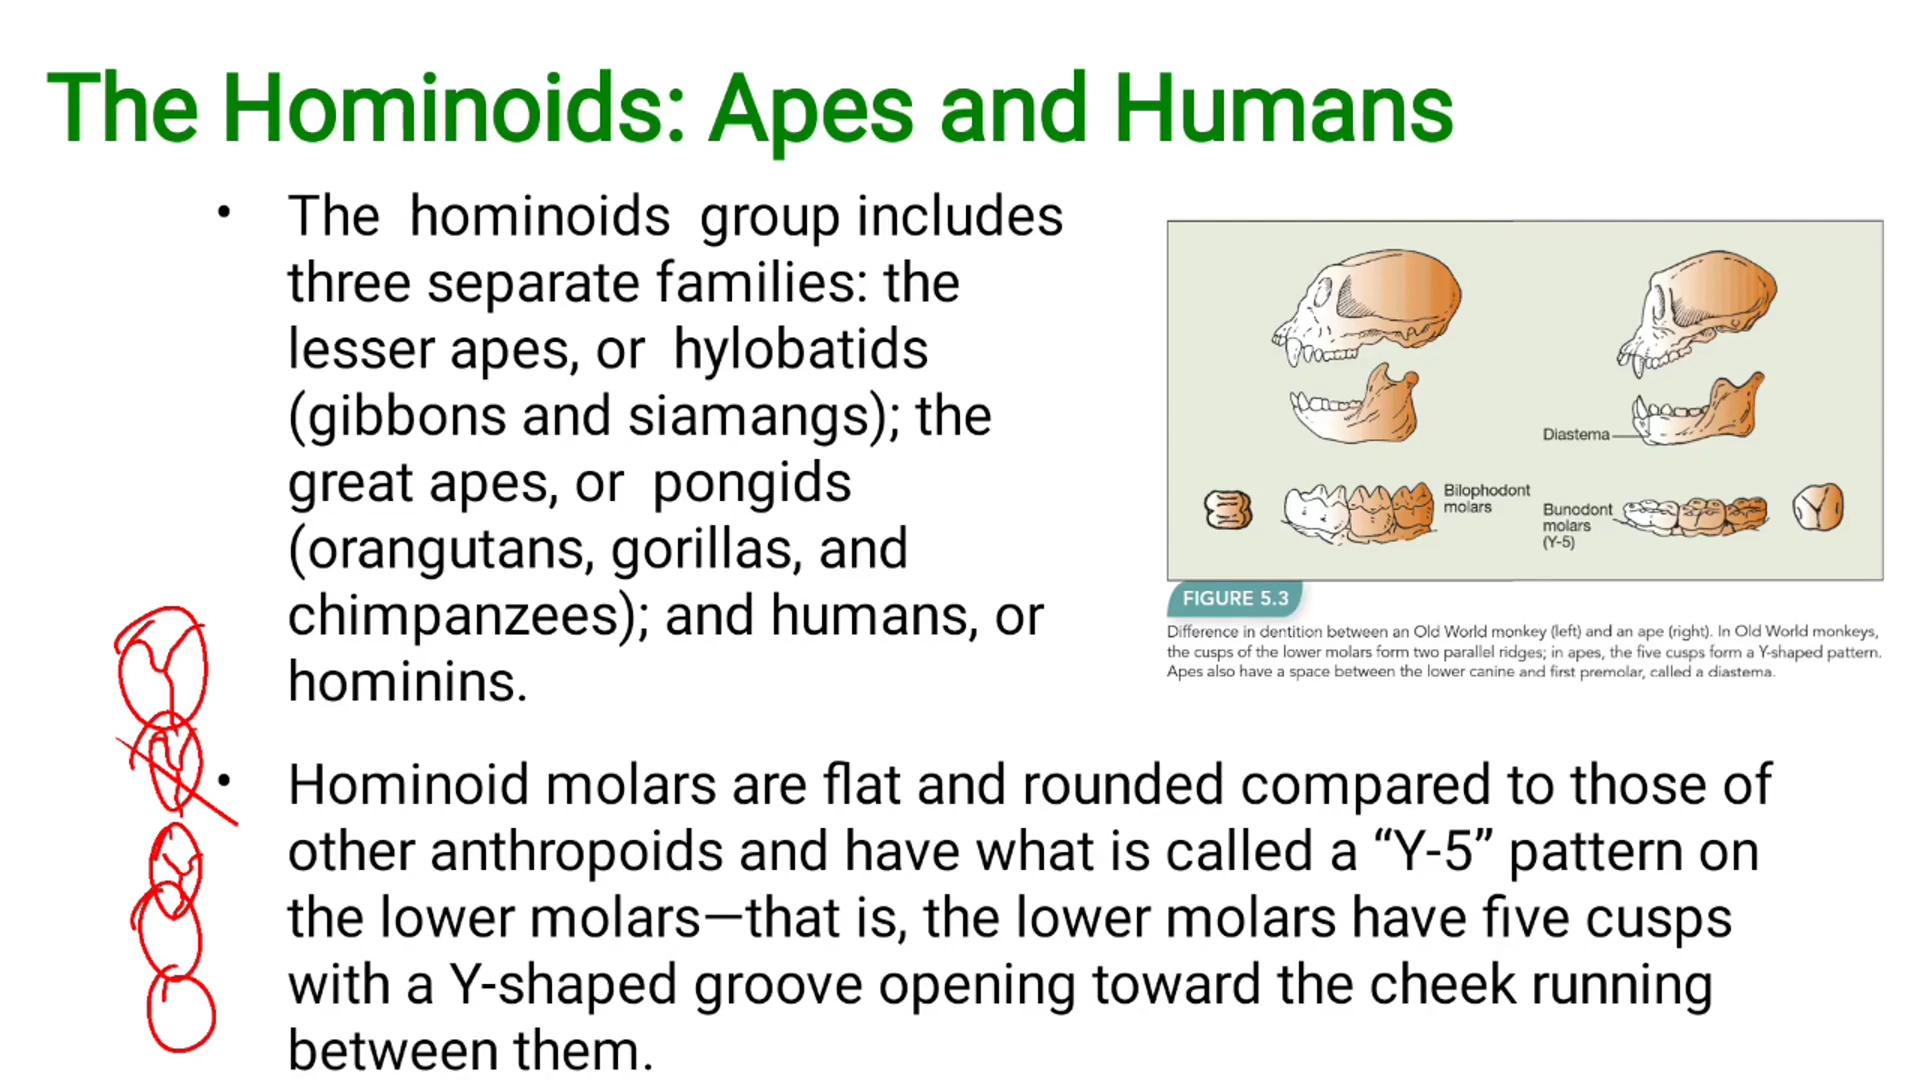 The Hominoids: Apes and Humans
• The hominoids group includes
three separate families: the
lesser apes, or hylobatids
(gibbons and siamangs); the
great apes, or pongids
(orangutans, gorillas, and
chimpanzees); and humans, or
hominins.
• Hominoid molars are flat and rounded compared to those of
other anthropoids and have what is called a “Y-5” pattern on
the lower molars—that is, the lower molars have five cusps
with a Y-shaped groove opening toward the cheek running
between them.
Diastema
Bilophodont
molars
Bunodont
molars
(Y-5)
FIGURE 5.3
Difference in dentition between an Old World monkey (left) and an ape (right). In Old World monkeys,
the cusps of the lower molars form two parallel ridges; in apes, the five cusps form a Y-shaped pattern.
Apes also have a space between the lower canine and first premolar, called a diastema.